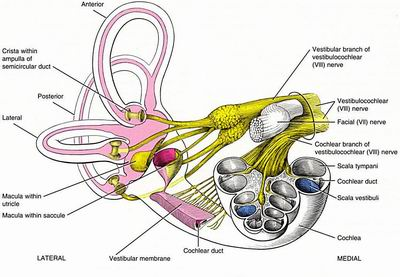 Anterior
Crista within
ampulla of
semicircular duct
Posterior
Lateral
Macula within
utricle
Macula within saccule
LATERAL
Vestibular membrane
Cochlear duct
Vestibular branch of
vestibulocochlear
(VIII) nerve
Vestibulocochlear
(VIII) nerve
Facial (VII) nerve
Cochlear branch of
vestibulocochlear (VIII) nerve
Scala tympani
Cochlear duct
Scala vestibuli
Cochlea
MEDIAL